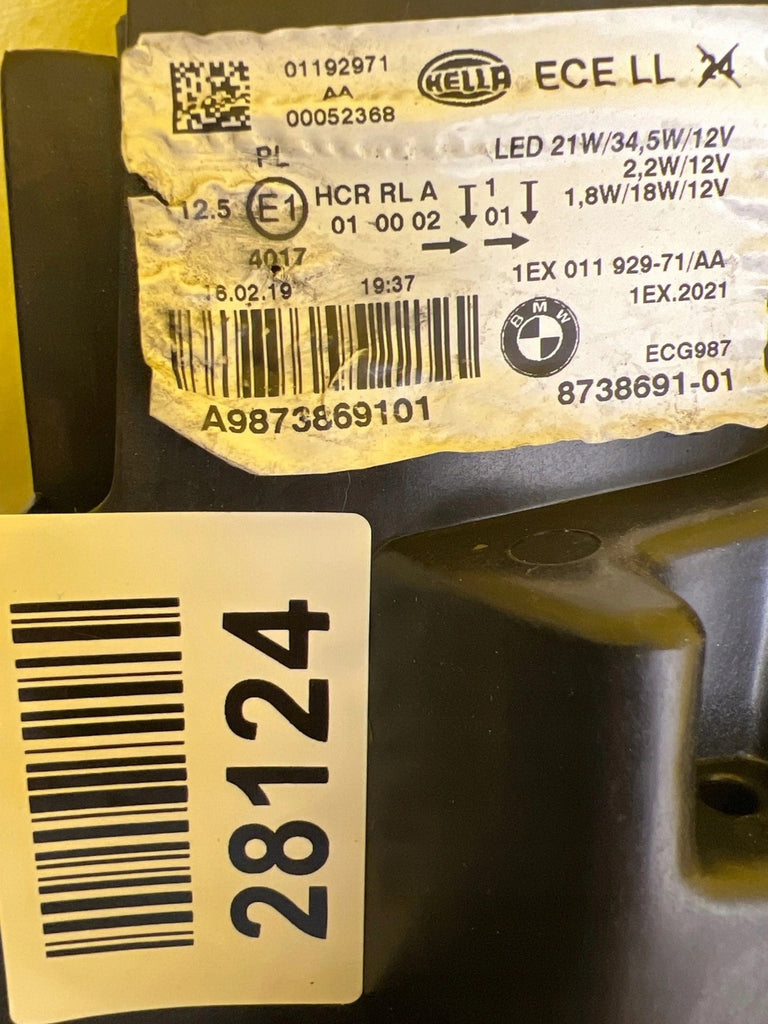 01192971
AA
00052368
HELLA ECE LL 24
PL
LED 21W/34,5W/12V
2,2W/12V
1,8W/18W/12V
12.5 E1 HCR RL A 1
01 00 02 01
4017
6.02.19 19:37
1EX 011 929-71/AA
1EX.2021
BMW
ECG987
8738691-01
A9873869101
28124